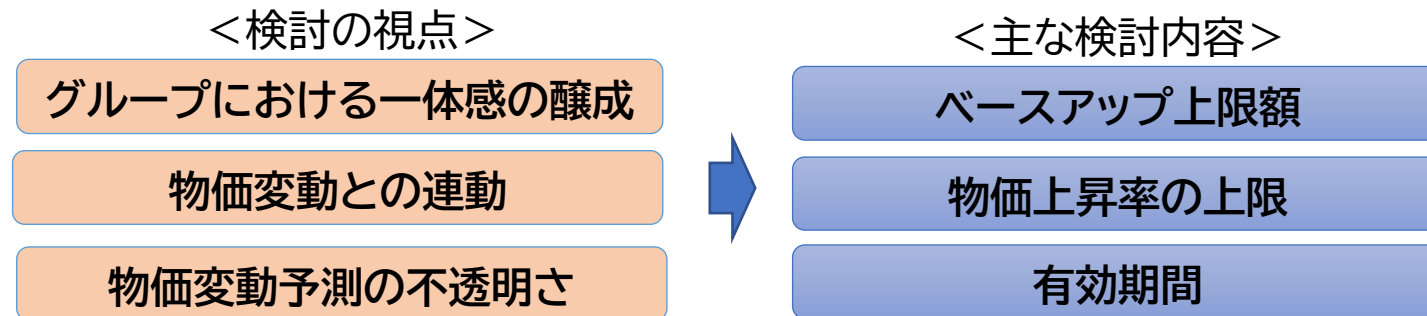 ＜検討の視点＞
グループにおける一体感の醸成
物価変動との連動
物価変動予測の不透明さ
＜主な検討内容＞
ベースアップ上限額
物価上昇率の上限
有効期間